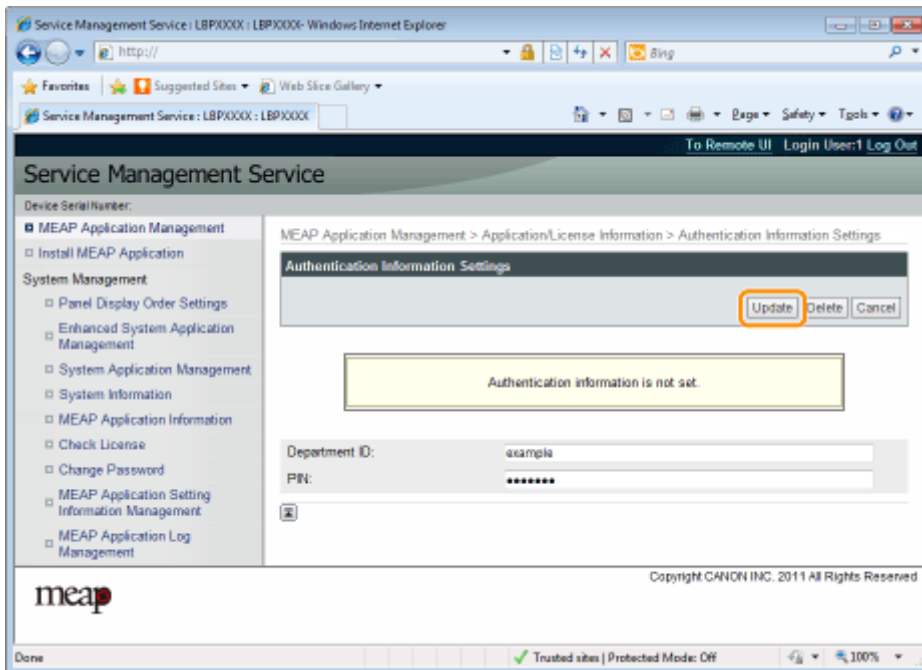 Service Management Service : LBPXXXX : LBPXXXX- Windows Internet Explorer
http://
Bing
Favorites Suggested Sites Web Slice Gallery
Service Management Service : LBPXXXX : LBPXXXX
Page Safety Tools
To Remote UI Login User:1 Log Out
Service Management Service
Device Serial Number:
MEAP Application Management
Install MEAP Application
System Management
Panel Display Order Settings
Enhanced System Application
Management
System Application Management
System Information
MEAP Application Information
Check License
Change Password
MEAP Application Setting
Information Management
MEAP Application Log
Management
MEAP Application Management > Application/License Information > Authentication Information Settings
Authentication Information Settings
Update Delete Cancel
Authentication information is not set.
Department ID: example
PIN: •••••••
Copyright CANON INC. 2011 All Rights Reserved
meap
Done Trusted sites | Protected Mode: Off 100%